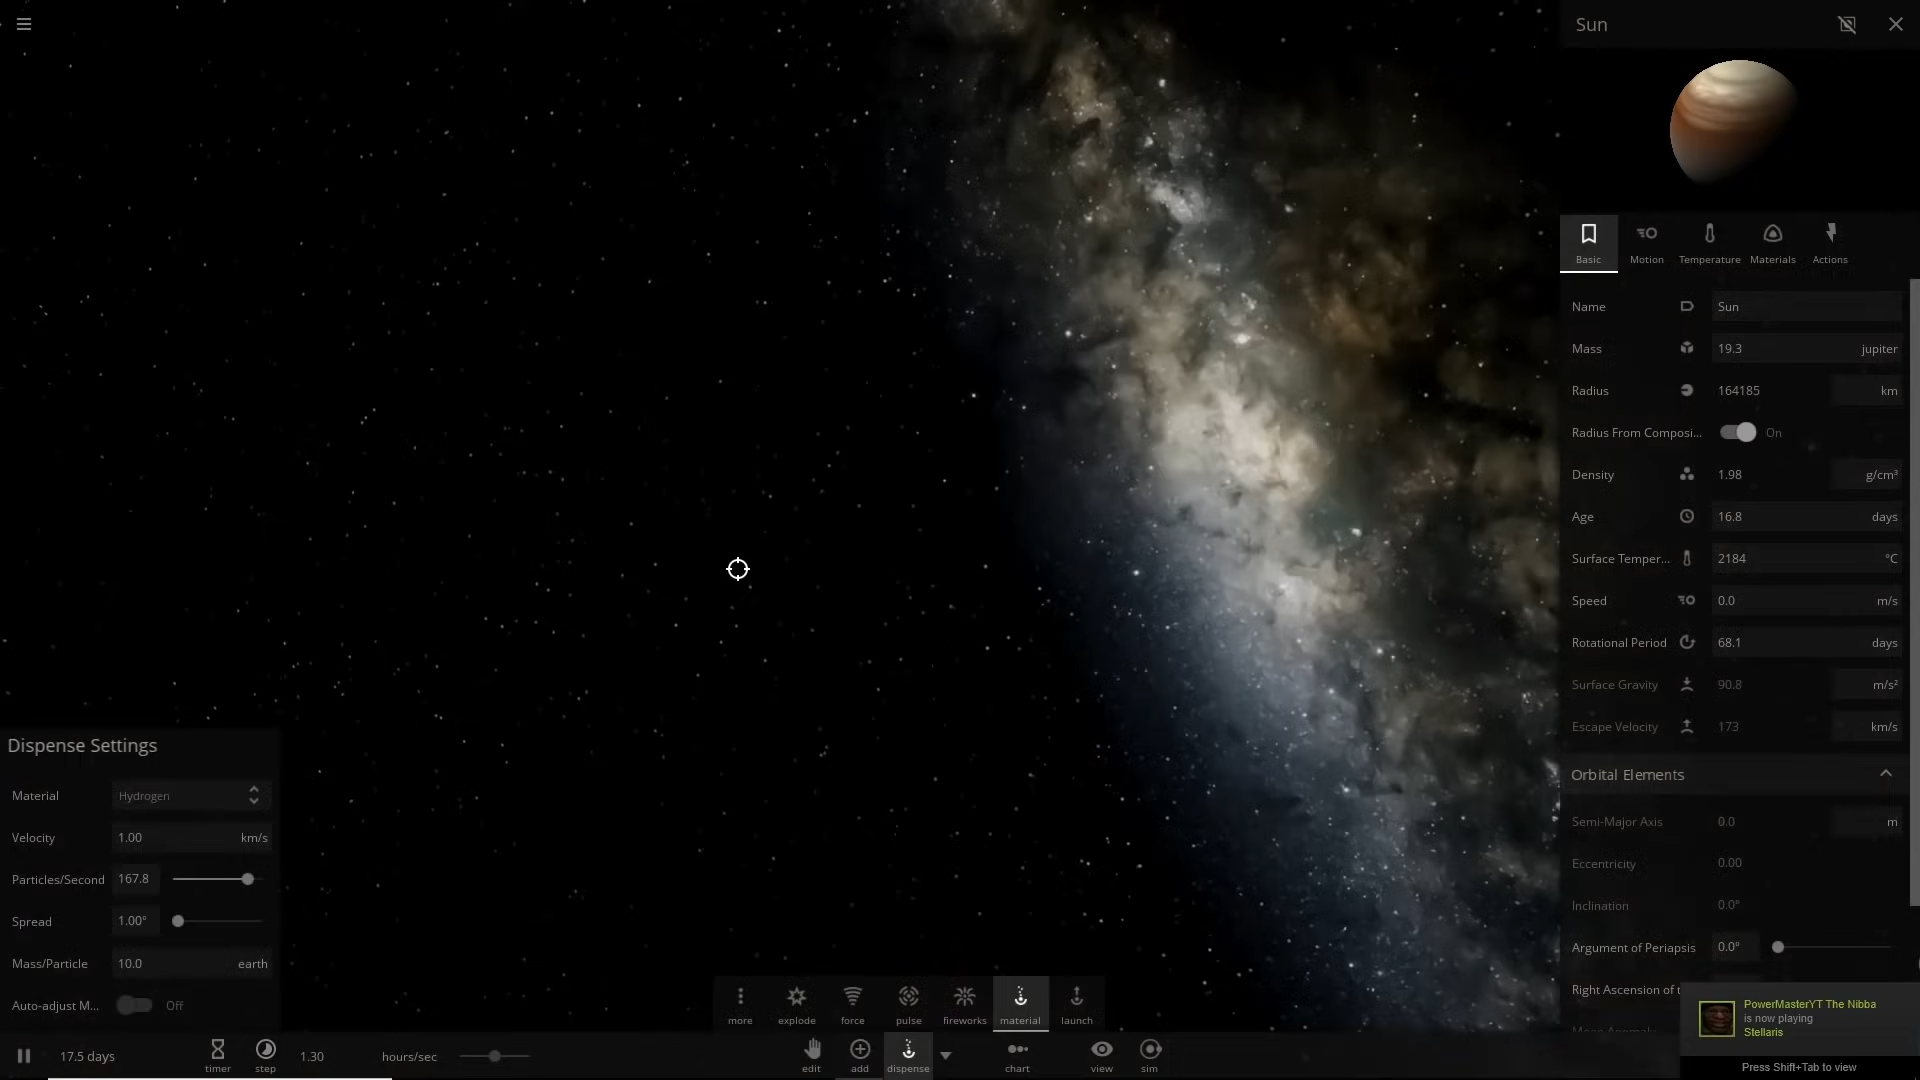 Sun
Basic
Motion
Temperature
Materials
Actions
Name Sun
Mass 19.3 jupiter
Radius 164185 km
Radius From Composi... On
Density 1.98 g/cm³
Age 16.8 days
Surface Temper... 2184 °C
Speed 0.0 m/s
Rotational Period 68.1 days
Surface Gravity 90.8 m/s²
Escape Velocity 173 km/s
Orbital Elements
Semi-Major Axis 0.0 m
Eccentricity 0.00
Inclination 0.0°
Argument of Periapsis 0.0°
Right Ascension of t
Mean Anomaly
PowerMasterYT The Nibba
is now playing
Stellaris
Press Shift+Tab to view
Dispense Settings
Material Hydrogen
Velocity 1.00 km/s
Particles/Second 167.8
Spread 1.00°
Mass/Particle 10.0 earth
Auto-adjust M... Off
more
explode
force
pulse
fireworks
material
launch
17.5 days
timer
step
1.30 hours/sec
edit
add
dispense
chart
view
sim